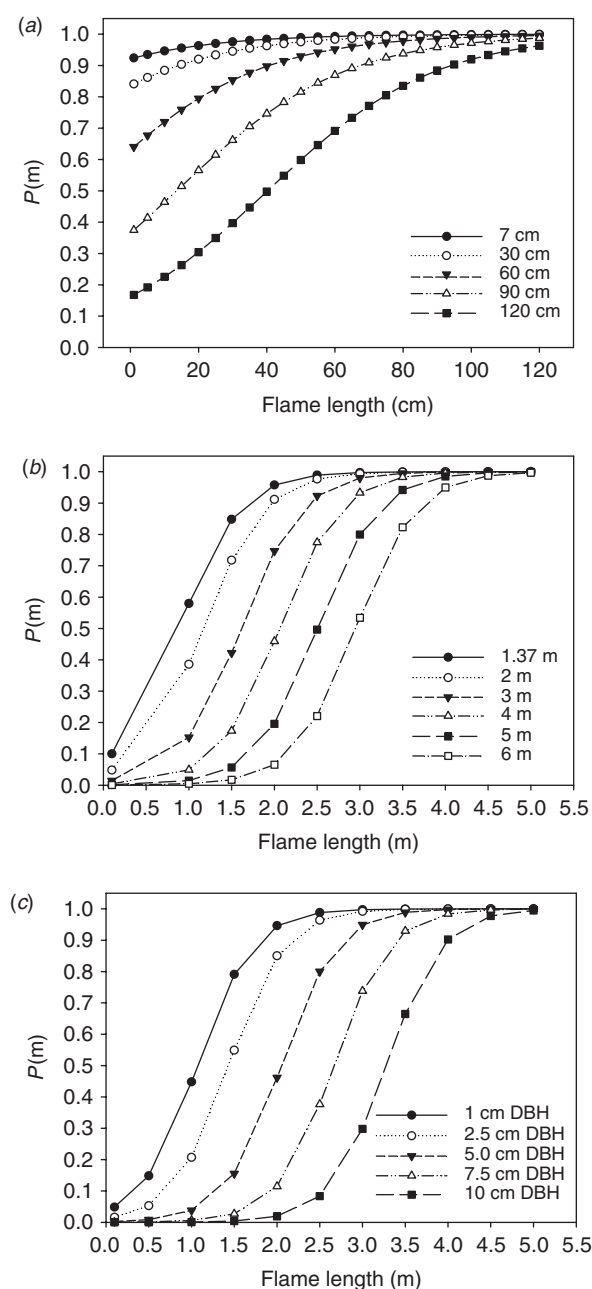 (a)
1.0
0.9
0.8
0.7
0.6
0.5
0.4
0.3
0.2
0.1
0.0
P(m)
7 cm
30 cm
60 cm
90 cm
120 cm
0 20 40 60 80 100 120
Flame length (cm)
(b)
1.0
0.9
0.8
0.7
0.6
0.5
0.4
0.3
0.2
0.1
0.0
P(m)
1.37 m
2 m
3 m
4 m
5 m
6 m
0.0 0.5 1.0 1.5 2.0 2.5 3.0 3.5 4.0 4.5 5.0 5.5
Flame length (m)
(c)
1.0
0.9
0.8
0.7
0.6
0.5
0.4
0.3
0.2
0.1
0.0
P(m)
1 cm DBH
2.5 cm DBH
5.0 cm DBH
7.5 cm DBH
10 cm DBH
0.0 0.5 1.0 1.5 2.0 2.5 3.0 3.5 4.0 4.5 5.0 5.5
Flame length (m)